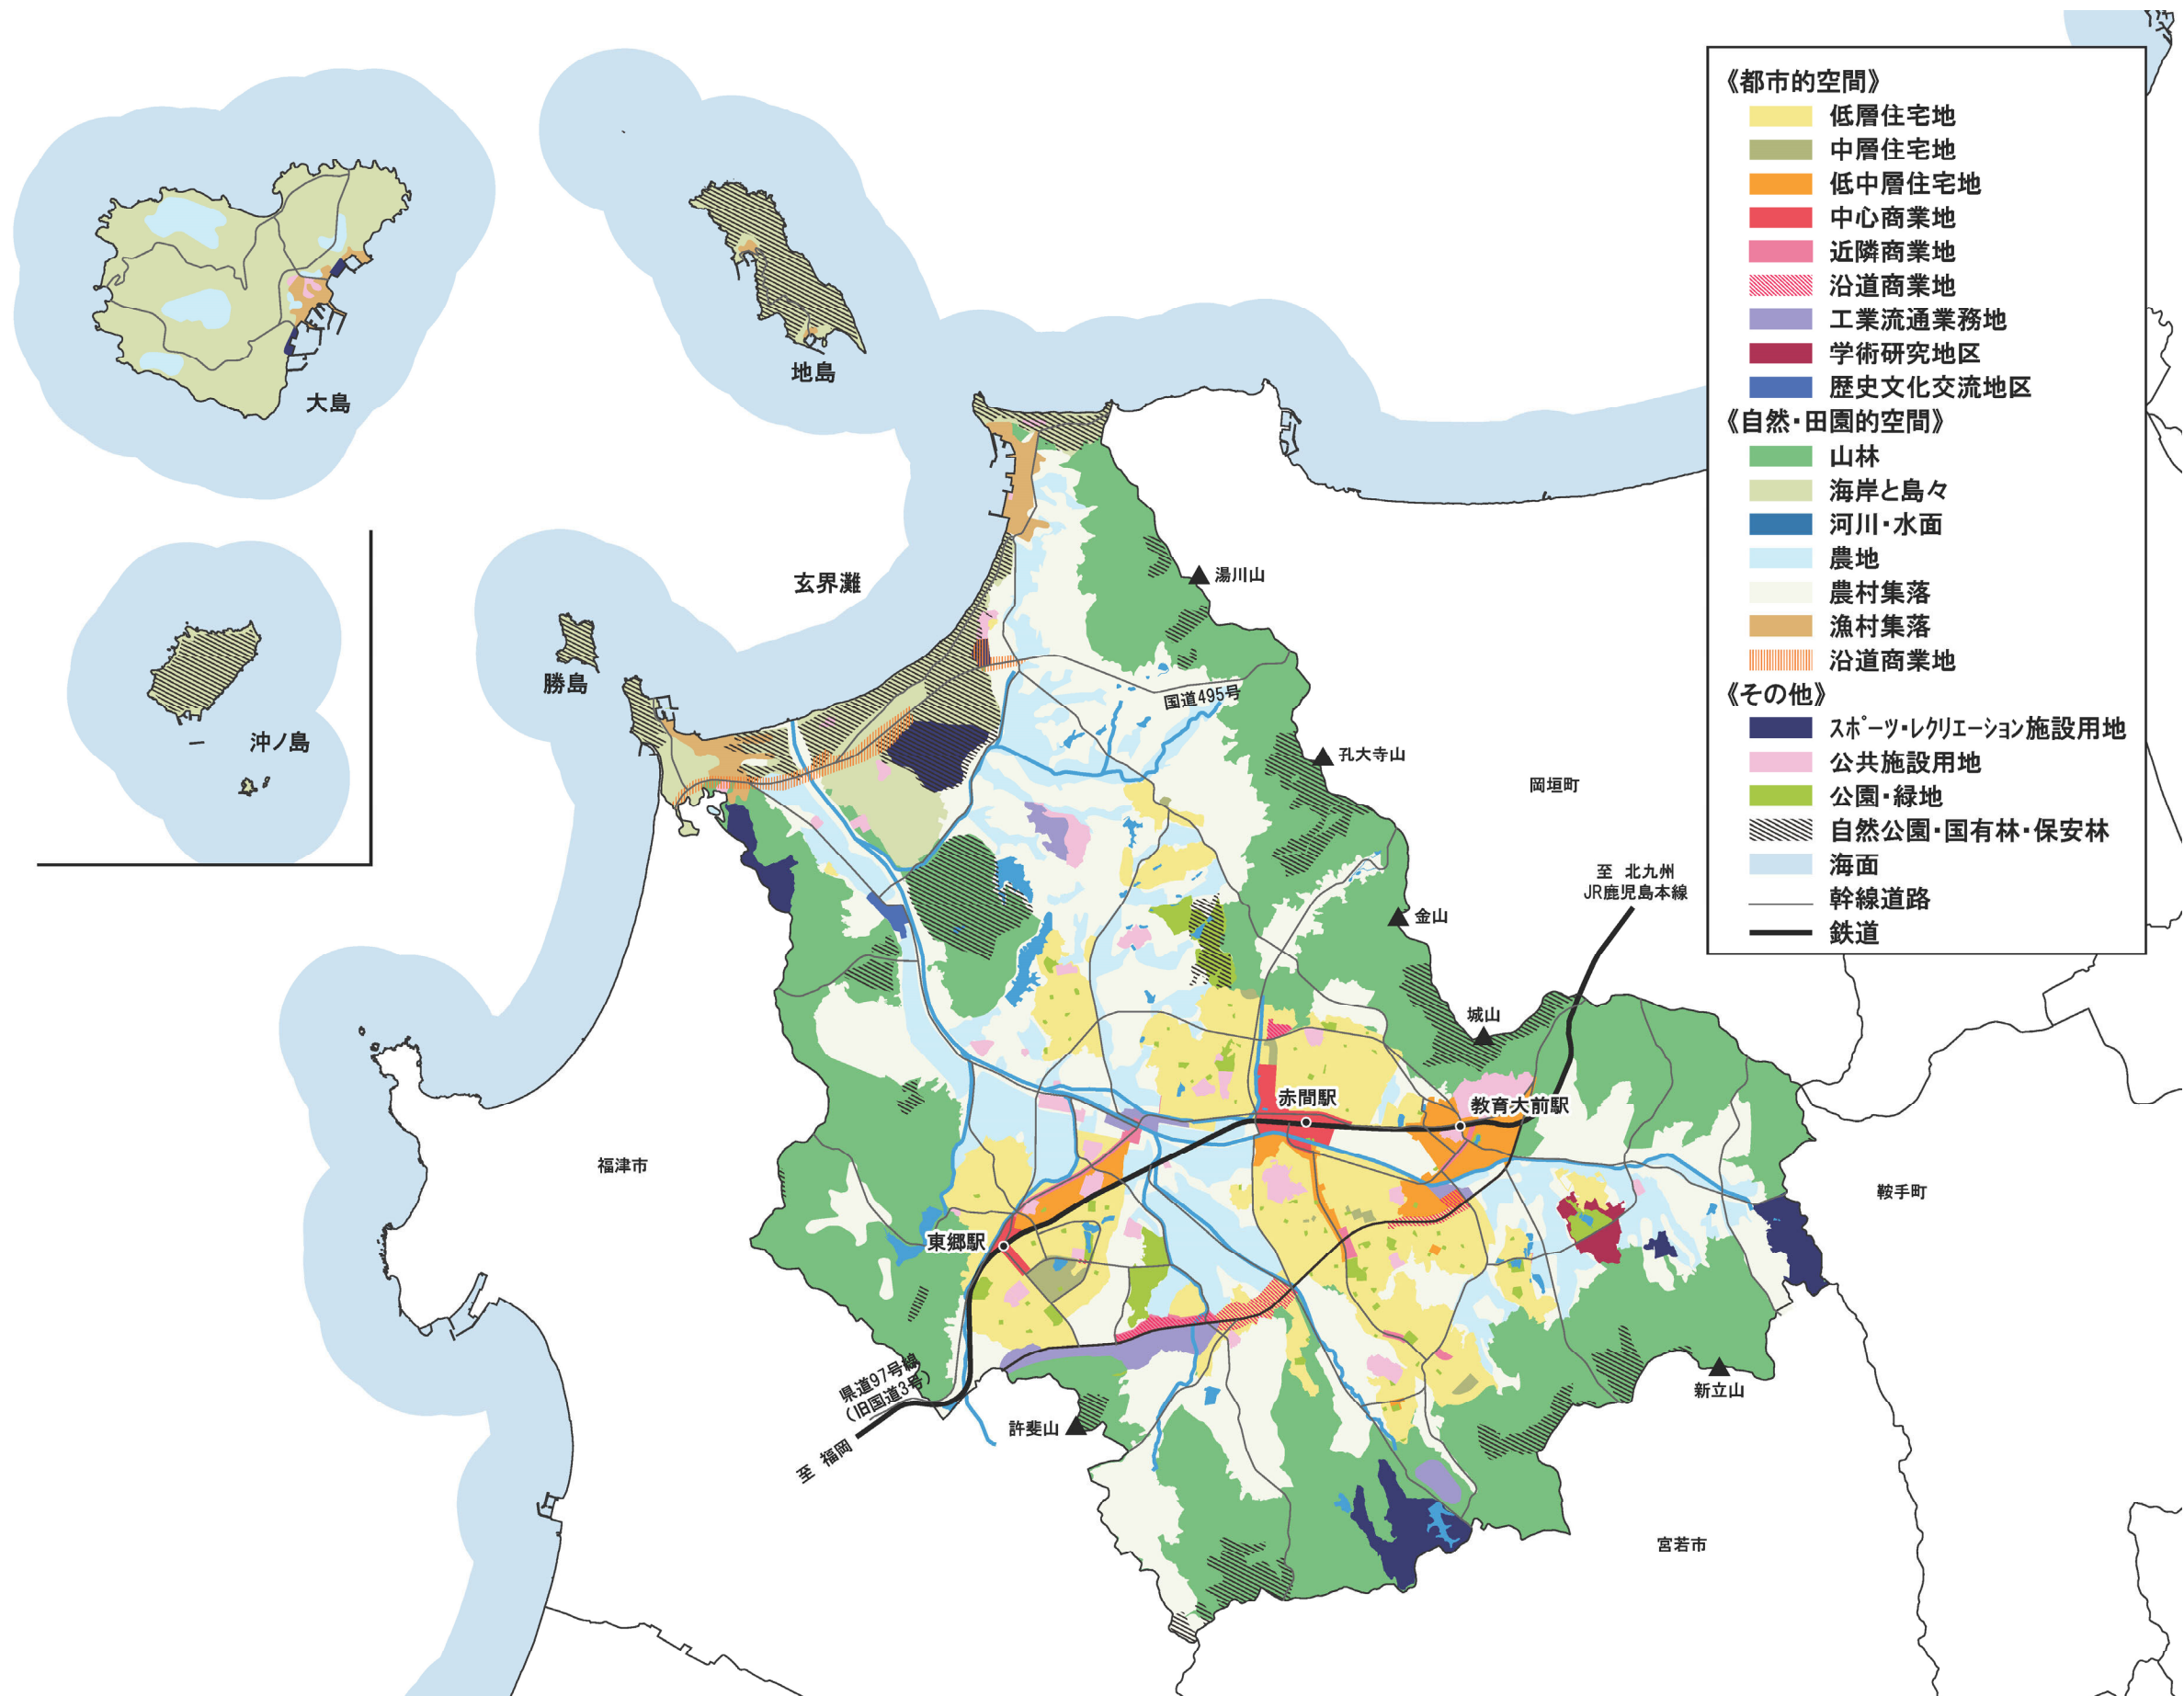 《都市的空間》
低層住宅地
中層住宅地
低中層住宅地
中心商業地
近隣商業地
沿道商業地
工業流通業務地
学術研究地区
歴史文化交流地区
《自然・田園的空間》
山林
海岸と島々
河川・水面
農地
農村集落
漁村集落
沿道商業地
《その他》
スポーツ・レクリエーション施設用地
公共施設用地
公園・緑地
自然公園・国有林・保安林
海面
幹線道路
鉄道
大島
地島
玄界灘
湯川山
勝島
国道495号
沖ノ島
孔大寺山
岡垣町
至 北九州
JR鹿児島本線
金山
城山
赤間駅
教育大前駅
福津市
鞍手町
東郷駅
県道97号線
(旧国道3号)
新立山
許斐山
至 福岡
宮若市